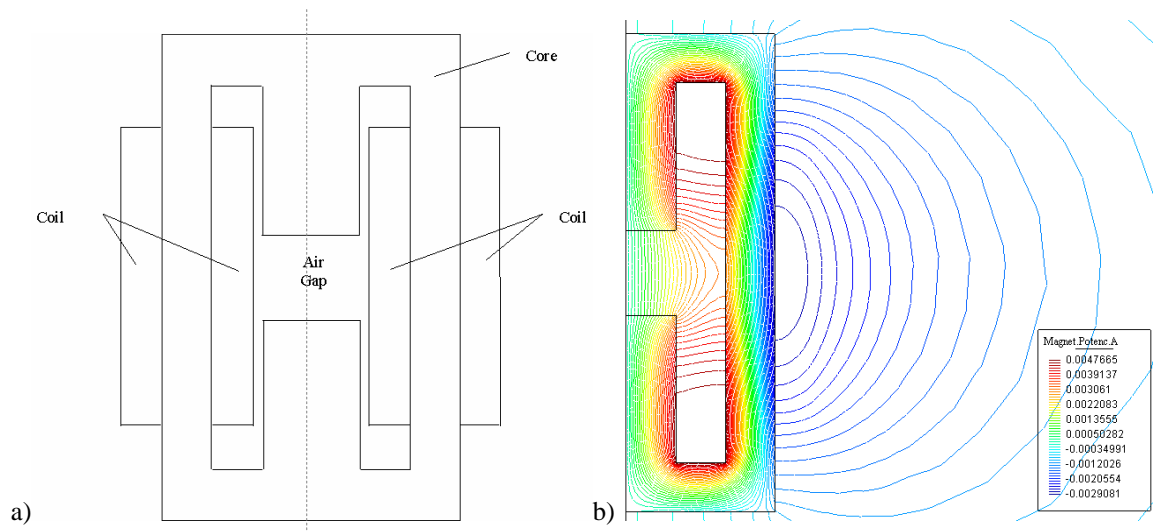 Core
Coil
Coil
Air
Gap
a)
b)
Magnet.Potenc.A
0.0047665
0.0039137
0.003061
0.0022083
0.0013555
0.00050282
-0.00034991
-0.0012026
-0.0020554
-0.0029081